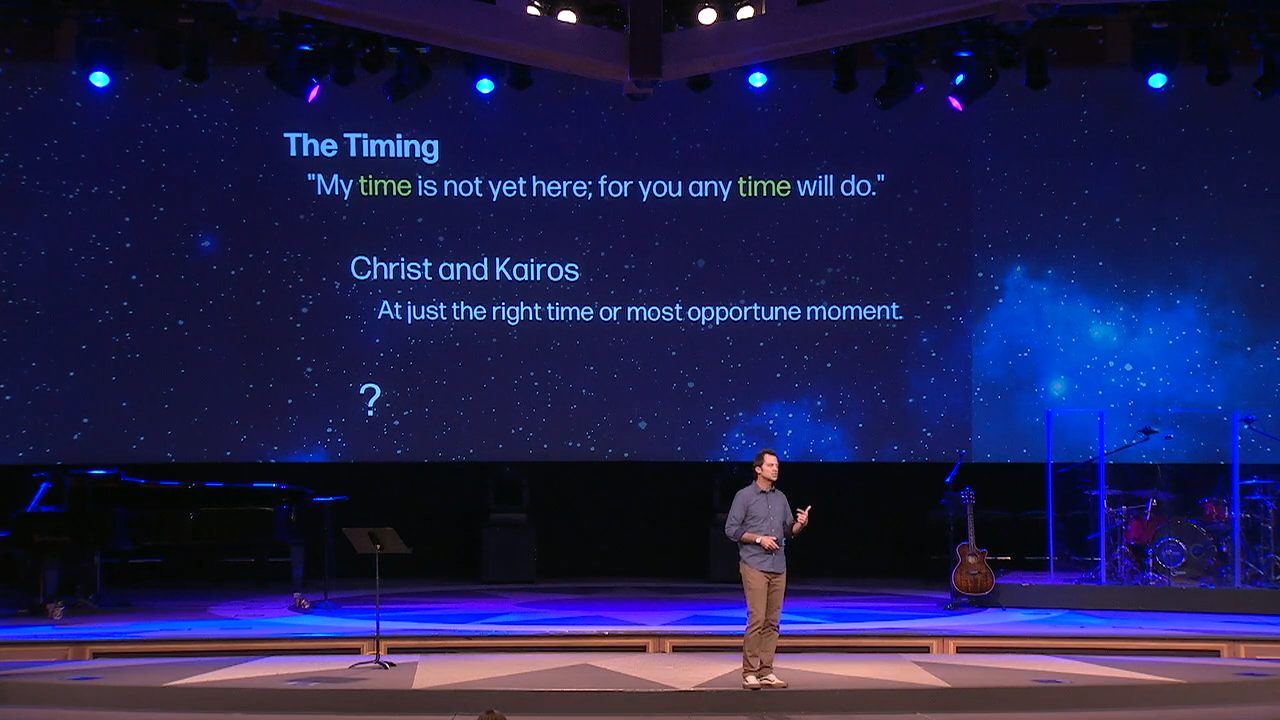 The Timing
"My time is not yet here; for you any time will do."
Christ and Kairos
At just the right time or most opportune moment.
?